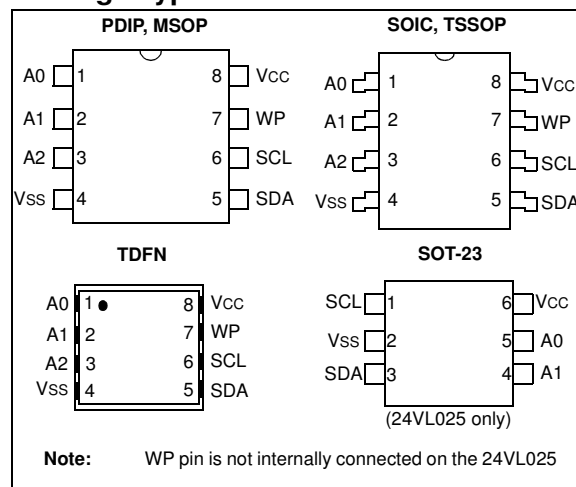 PDIP, MSOP
A0 1 8 VCC
A1 2 7 WP
A2 3 6 SCL
VSS 4 5 SDA
SOIC, TSSOP
A0 1 8 VCC
A1 2 7 WP
A2 3 6 SCL
VSS 4 5 SDA
TDFN
A0 1 8 VCC
A1 2 7 WP
A2 3 6 SCL
VSS 4 5 SDA
SOT-23
SCL 1 6 VCC
VSS 2 5 A0
SDA 3 4 A1
(24VL025 only)
Note: WP pin is not internally connected on the 24VL025